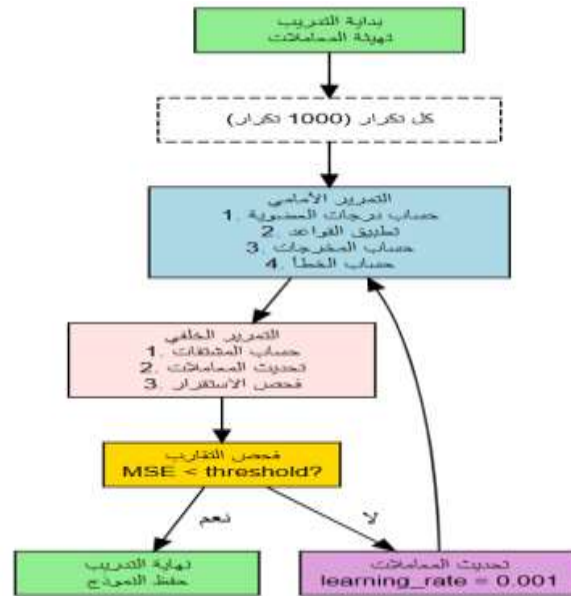 بداية التدريب
تهيئة المعاملات
كل تكرار (1000 تكرار)
التمرير الأمامي
1. حساب درجات العضوية
2. تطبيق القواعد
3. حساب المخرجات
4. حساب الخطأ
التمرير الخلفي
1. حساب المشتقات
2. تحديث المعاملات
3. فحص الاستقرار
فحص التقارب
MSE < threshold?
نعم
لا
نهاية التدريب
حفظ النموذج
تحديث المعاملات
learning_rate = 0.001